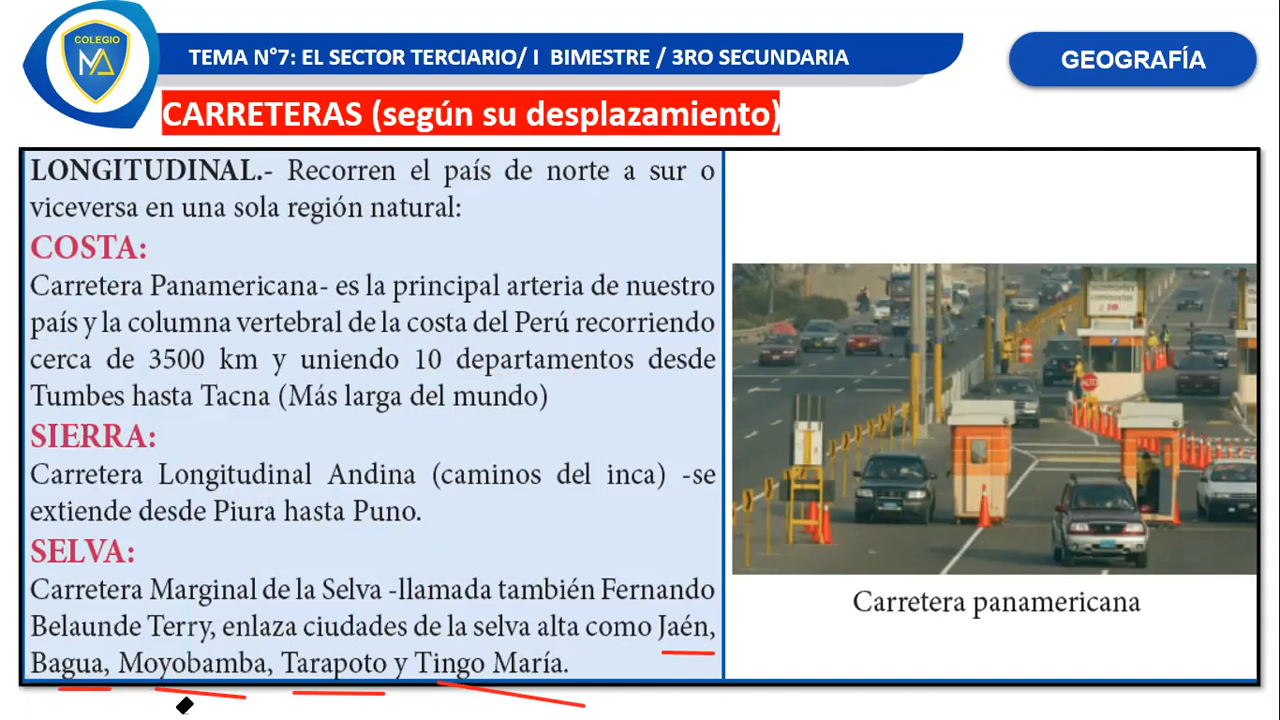 COLEGIO
MA
TEMA N°7: EL SECTOR TERCIARIO/ I BIMESTRE / 3RO SECUNDARIA
GEOGRAFÍA
CARRETERAS (según su desplazamiento)
LONGITUDINAL.- Recorren el país de norte a sur o
viceversa en una sola región natural:
COSTA:
Carretera Panamericana- es la principal arteria de nuestro
país y la columna vertebral de la costa del Perú recorriendo
cerca de 3500 km y uniendo 10 departamentos desde
Tumbes hasta Tacna (Más larga del mundo)
SIERRA:
Carretera Longitudinal Andina (caminos del inca) -se
extiende desde Piura hasta Puno.
SELVA:
Carretera Marginal de la Selva -llamada también Fernando
Belaunde Terry, enlaza ciudades de la selva alta como Jaén,
Bagua, Moyobamba, Tarapoto y Tingo María.
ALTO
Carretera panamericana